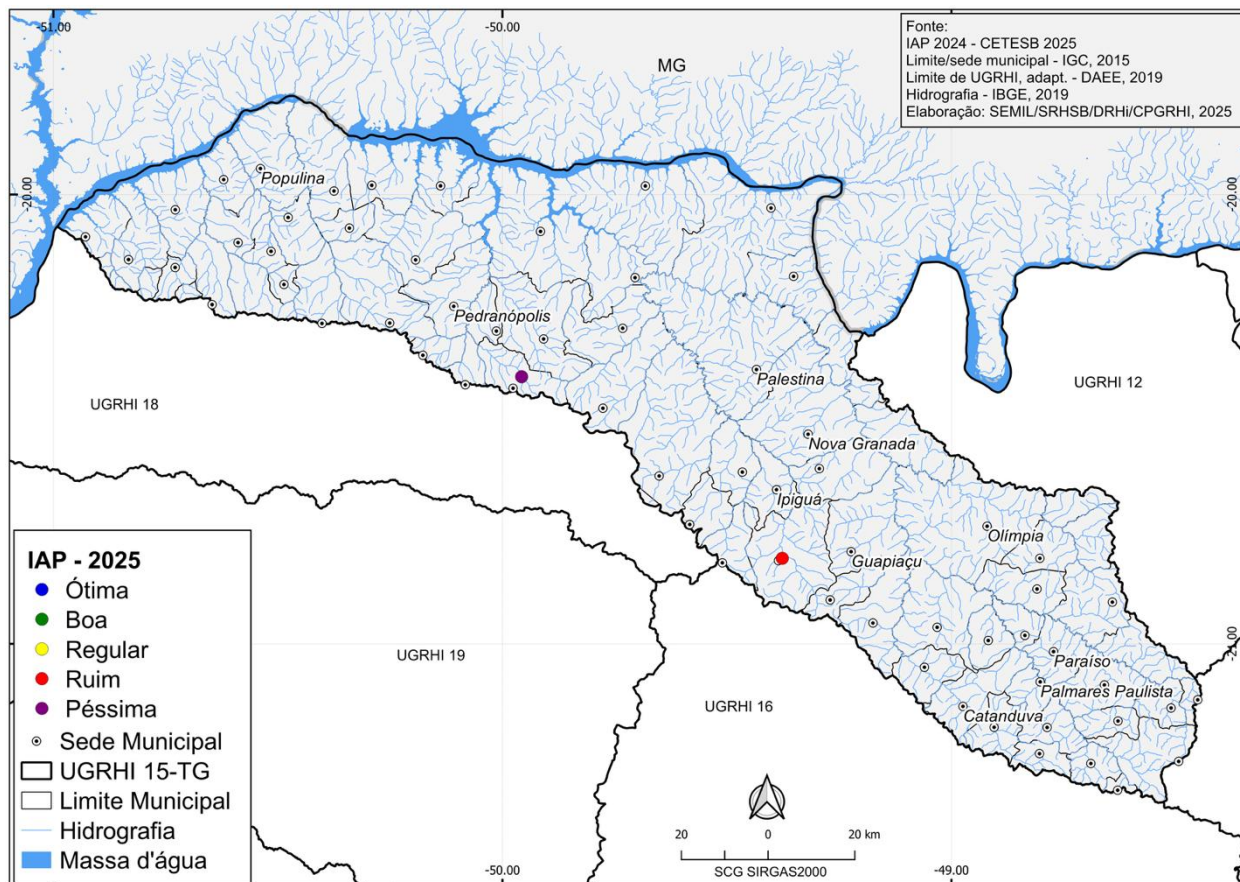 -51.00
-50.00
-49.00
Fonte:
IAP 2024 - CETESB 2025
Limite/sede municipal - IGC, 2015
Limite de UGRHI, adapt. - DAEE, 2019
Hidrografia - IBGE, 2019
Elaboração: SEMIL/SRHSB/DRHi/CPGRHI, 2025
MG
-20.00
-20.00
Populina
Pedranópolis
Palestina
UGRHI 12
UGRHI 18
Nova Granada
Ipiguá
Olímpia
Guapiaçu
UGRHI 19
-21.00
Paraíso
Palmares Paulista
UGRHI 16
Catanduva
IAP - 2025
Ótima
Boa
Regular
Ruim
Péssima
Sede Municipal
UGRHI 15-TG
Limite Municipal
Hidrografia
Massa d'água
20 0 20 km
SCG SIRGAS2000
-50.00
-49.00